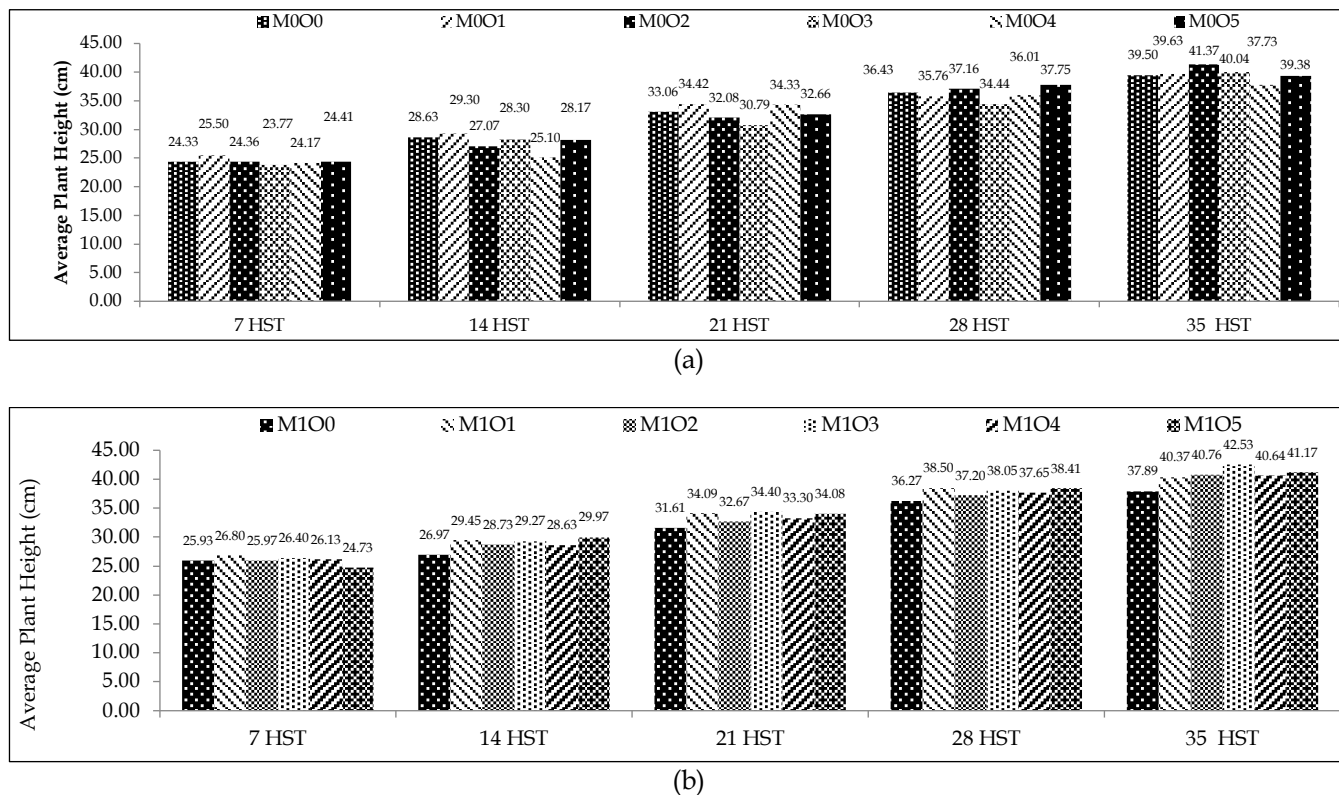 M0O0 M0O1 M0O2 M0O3 M0O4 M0O5
Average Plant Height (cm)
45.00
40.00
35.00
30.00
25.00
20.00
15.00
10.00
5.00
0.00
24.33 25.50 24.36 23.77 24.17 24.41
28.63 29.30 27.07 28.30 25.10 28.17
33.06 34.42 32.08 30.79 34.33 32.66
36.43 35.76 37.16 34.44 36.01 37.75
39.50 39.63 41.37 40.04 37.73 39.38
7 HST 14 HST 21 HST 28 HST 35 HST
(a)
M1O0 M1O1 M1O2 M1O3 M1O4 M1O5
Average Plant Height (cm)
45.00
40.00
35.00
30.00
25.00
20.00
15.00
10.00
5.00
0.00
25.93 26.80 25.97 26.40 26.13 24.73
26.97 29.45 28.73 29.27 28.63 29.97
31.61 34.09 32.67 34.40 33.30 34.08
36.27 38.50 37.20 38.05 37.65 38.41
37.89 40.37 40.76 42.53 40.64 41.17
7 HST 14 HST 21 HST 28 HST 35 HST
(b)